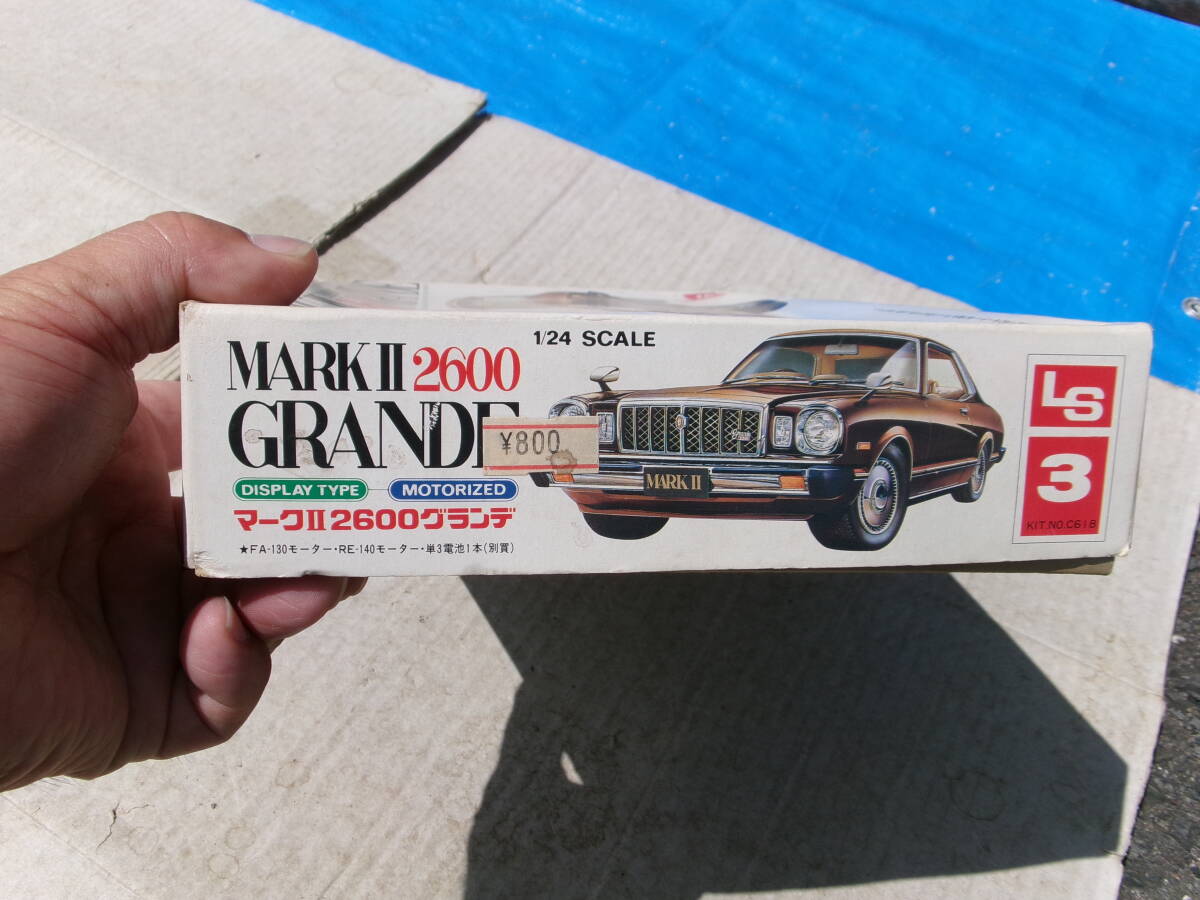 MARK II 2600
GRANDE
¥800
DISPLAY TYPE
MOTORIZED
マークII 2600グランデ
★FA-130モーター・RE-140モーター・単3電池1本(別買)
1/24 SCALE
MARK II
LS
3
KIT.NO.C618